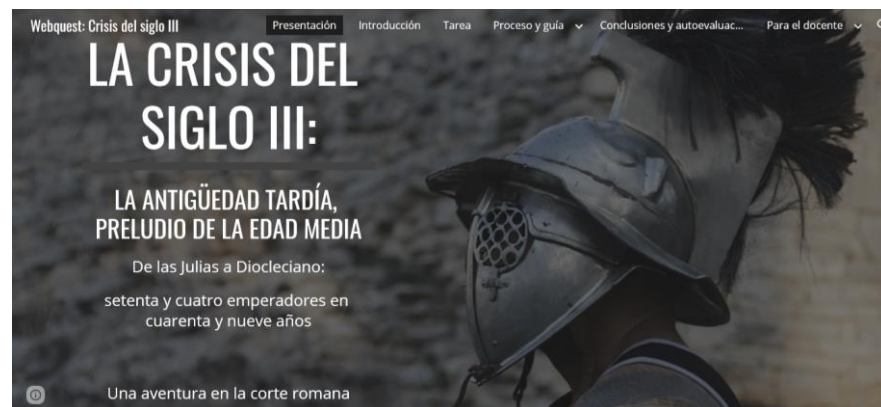 Webquest: Crisis del siglo III
Presentación
Introducción
Tarea
Proceso y guía
Conclusiones y autoevaluac...
Para el docente
LA CRISIS DEL
SIGLO III:
LA ANTIGÜEDAD TARDÍA,
PRELUDIO DE LA EDAD MEDIA
De las Julias a Diocleciano:
setenta y cuatro emperadores en
cuarenta y nueve años
Una aventura en la corte romana